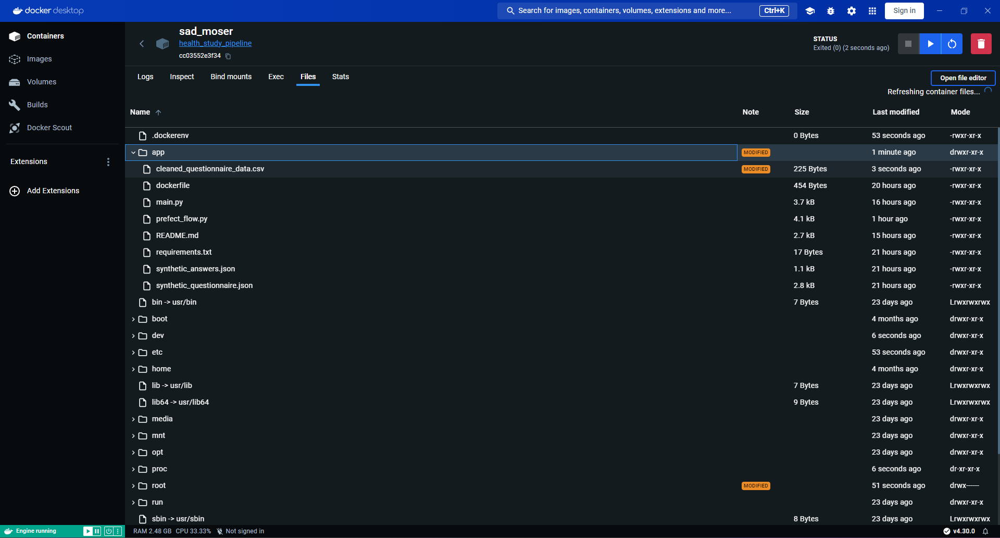 docker desktop
Search for images, containers, volumes, extensions and more...
Ctrl+K
Sign in
Containers
Images
Volumes
Builds
Docker Scout
Extensions
Add Extensions
sad_moser
health_study_pipeline
cc03552e3f34
STATUS
Exited (0) (2 seconds ago)
Logs Inspect Bind mounts Exec Files Stats
Open file editor
Refreshing container files...
Name Note Size Last modified Mode
.dockerenv 0 Bytes 53 seconds ago -rwxr-xr-x
app MODIFIED 1 minute ago drwxr-xr-x
cleaned_questionnaire_data.csv MODIFIED 225 Bytes 3 seconds ago -rwxr-xr-x
dockerfile 454 Bytes 20 hours ago -rwxr-xr-x
main.py 3.7 kB 16 hours ago -rwxr-xr-x
prefect_flow.py 4.1 kB 1 hour ago -rwxr-xr-x
README.md 2.7 kB 15 hours ago -rwxr-xr-x
requirements.txt 17 Bytes 21 hours ago -rwxr-xr-x
synthetic_answers.json 1.1 kB 21 hours ago -rwxr-xr-x
synthetic_questionnaire.json 2.8 kB 21 hours ago -rwxr-xr-x
bin -> usr/bin 7 Bytes 23 days ago Lrwxrwxrwx
boot 4 months ago drwxr-xr-x
dev 6 seconds ago drwxr-xr-x
etc 53 seconds ago drwxr-xr-x
home 4 months ago drwxr-xr-x
lib -> usr/lib 7 Bytes 23 days ago Lrwxrwxrwx
lib64 -> usr/lib64 9 Bytes 23 days ago Lrwxrwxrwx
media 23 days ago drwxr-xr-x
mnt 23 days ago drwxr-xr-x
opt 23 days ago drwxr-xr-x
proc 6 seconds ago dr-xr-xr-x
root MODIFIED 51 seconds ago drwx------
run 23 days ago drwxr-xr-x
sbin -> usr/sbin 8 Bytes 23 days ago Lrwxrwxrwx
Engine running
RAM 2.48 GB CPU 33.33% Not signed in
v4.30.0